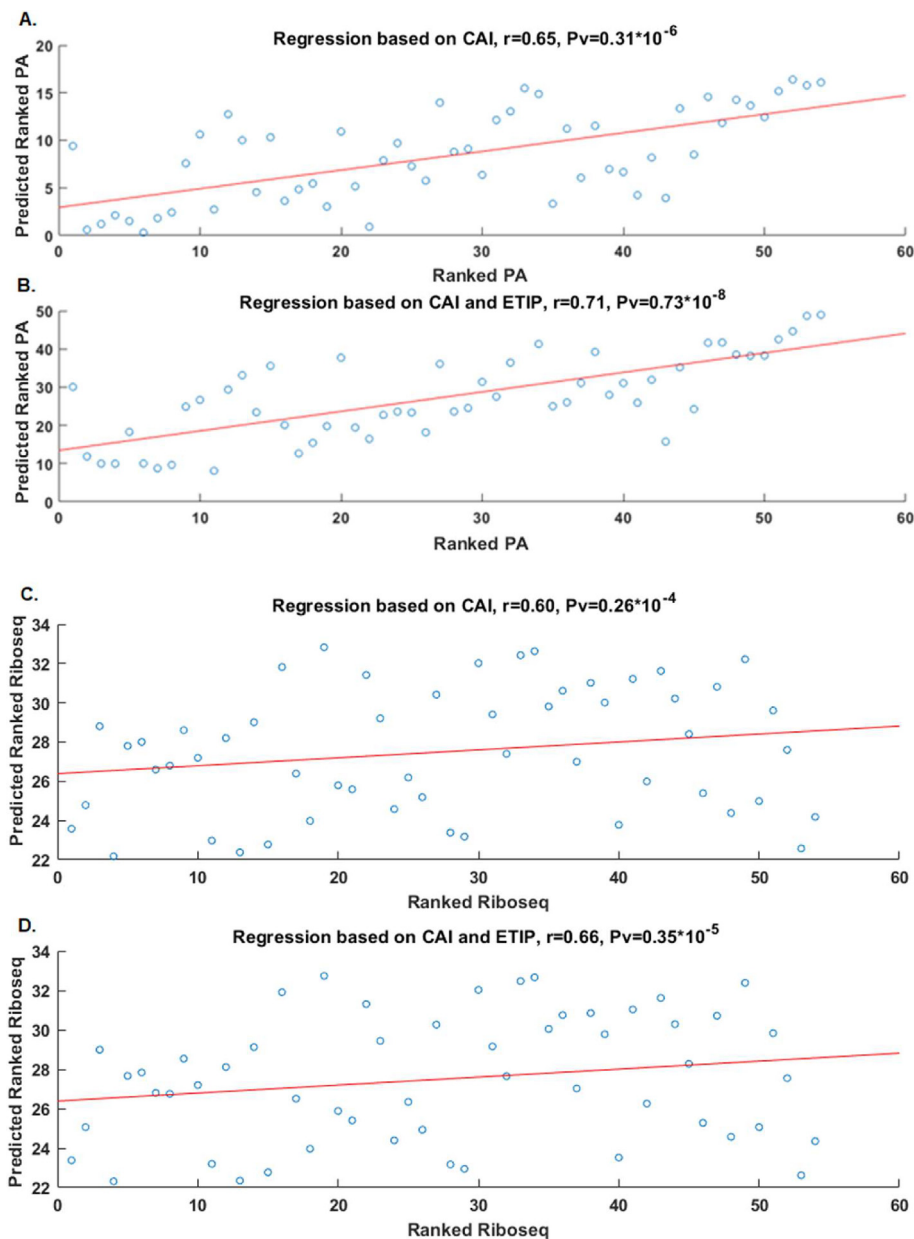 A.
Regression based on CAI, r=0.65, Pv=0.31*10^-6
20
15
10
5
0
Predicted Ranked PA
0 10 20 30 40 50 60
Ranked PA
B.
Regression based on CAI and ETIP, r=0.71, Pv=0.73*10^-8
50
40
30
20
10
0
Predicted Ranked PA
0 10 20 30 40 50 60
Ranked PA
C.
Regression based on CAI, r=0.60, Pv=0.26*10^-4
34
32
30
28
26
24
22
Predicted Ranked Riboseq
0 10 20 30 40 50 60
Ranked Riboseq
D.
Regression based on CAI and ETIP, r=0.66, Pv=0.35*10^-5
34
32
30
28
26
24
22
Predicted Ranked Riboseq
0 10 20 30 40 50 60
Ranked Riboseq